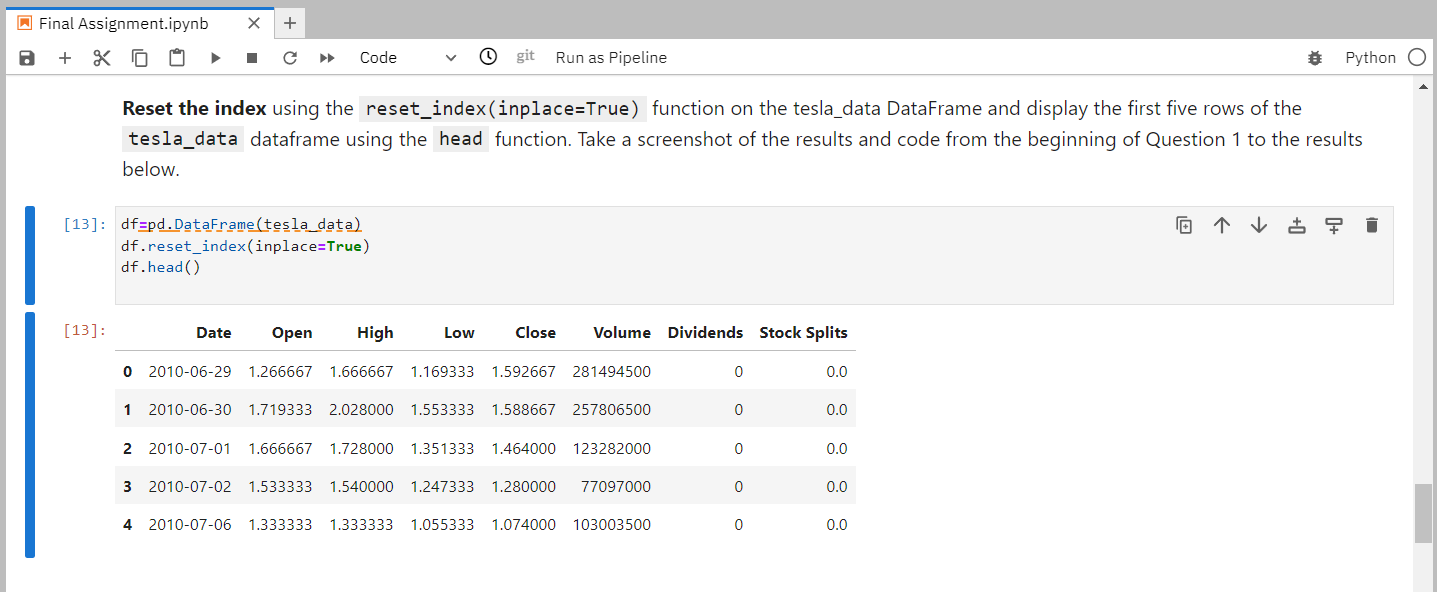 Final Assignment.ipynb
Code git Run as Pipeline Python
Reset the index using the reset_index(inplace=True) function on the tesla_data DataFrame and display the first five rows of the
tesla_data dataframe using the head function. Take a screenshot of the results and code from the beginning of Question 1 to the results
below.
[13]: df=pd.DataFrame(tesla_data)
df.reset_index(inplace=True)
df.head()
[13]: Date Open High Low Close Volume Dividends Stock Splits
0 2010-06-29 1.266667 1.666667 1.169333 1.592667 281494500 0 0.0
1 2010-06-30 1.719333 2.028000 1.553333 1.588667 257806500 0 0.0
2 2010-07-01 1.666667 1.728000 1.351333 1.464000 123282000 0 0.0
3 2010-07-02 1.533333 1.540000 1.247333 1.280000 77097000 0 0.0
4 2010-07-06 1.333333 1.333333 1.055333 1.074000 103003500 0 0.0